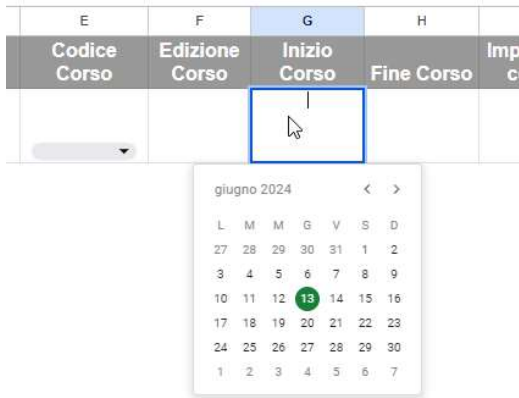 E F G H
Codice Corso Edizione Corso Inizio Corso Fine Corso
giugno 2024
L M M G V S D
27 28 29 30 31 1 2
3 4 5 6 7 8 9
10 11 12 13 14 15 16
17 18 19 20 21 22 23
24 25 26 27 28 29 30
1 2 3 4 5 6 7